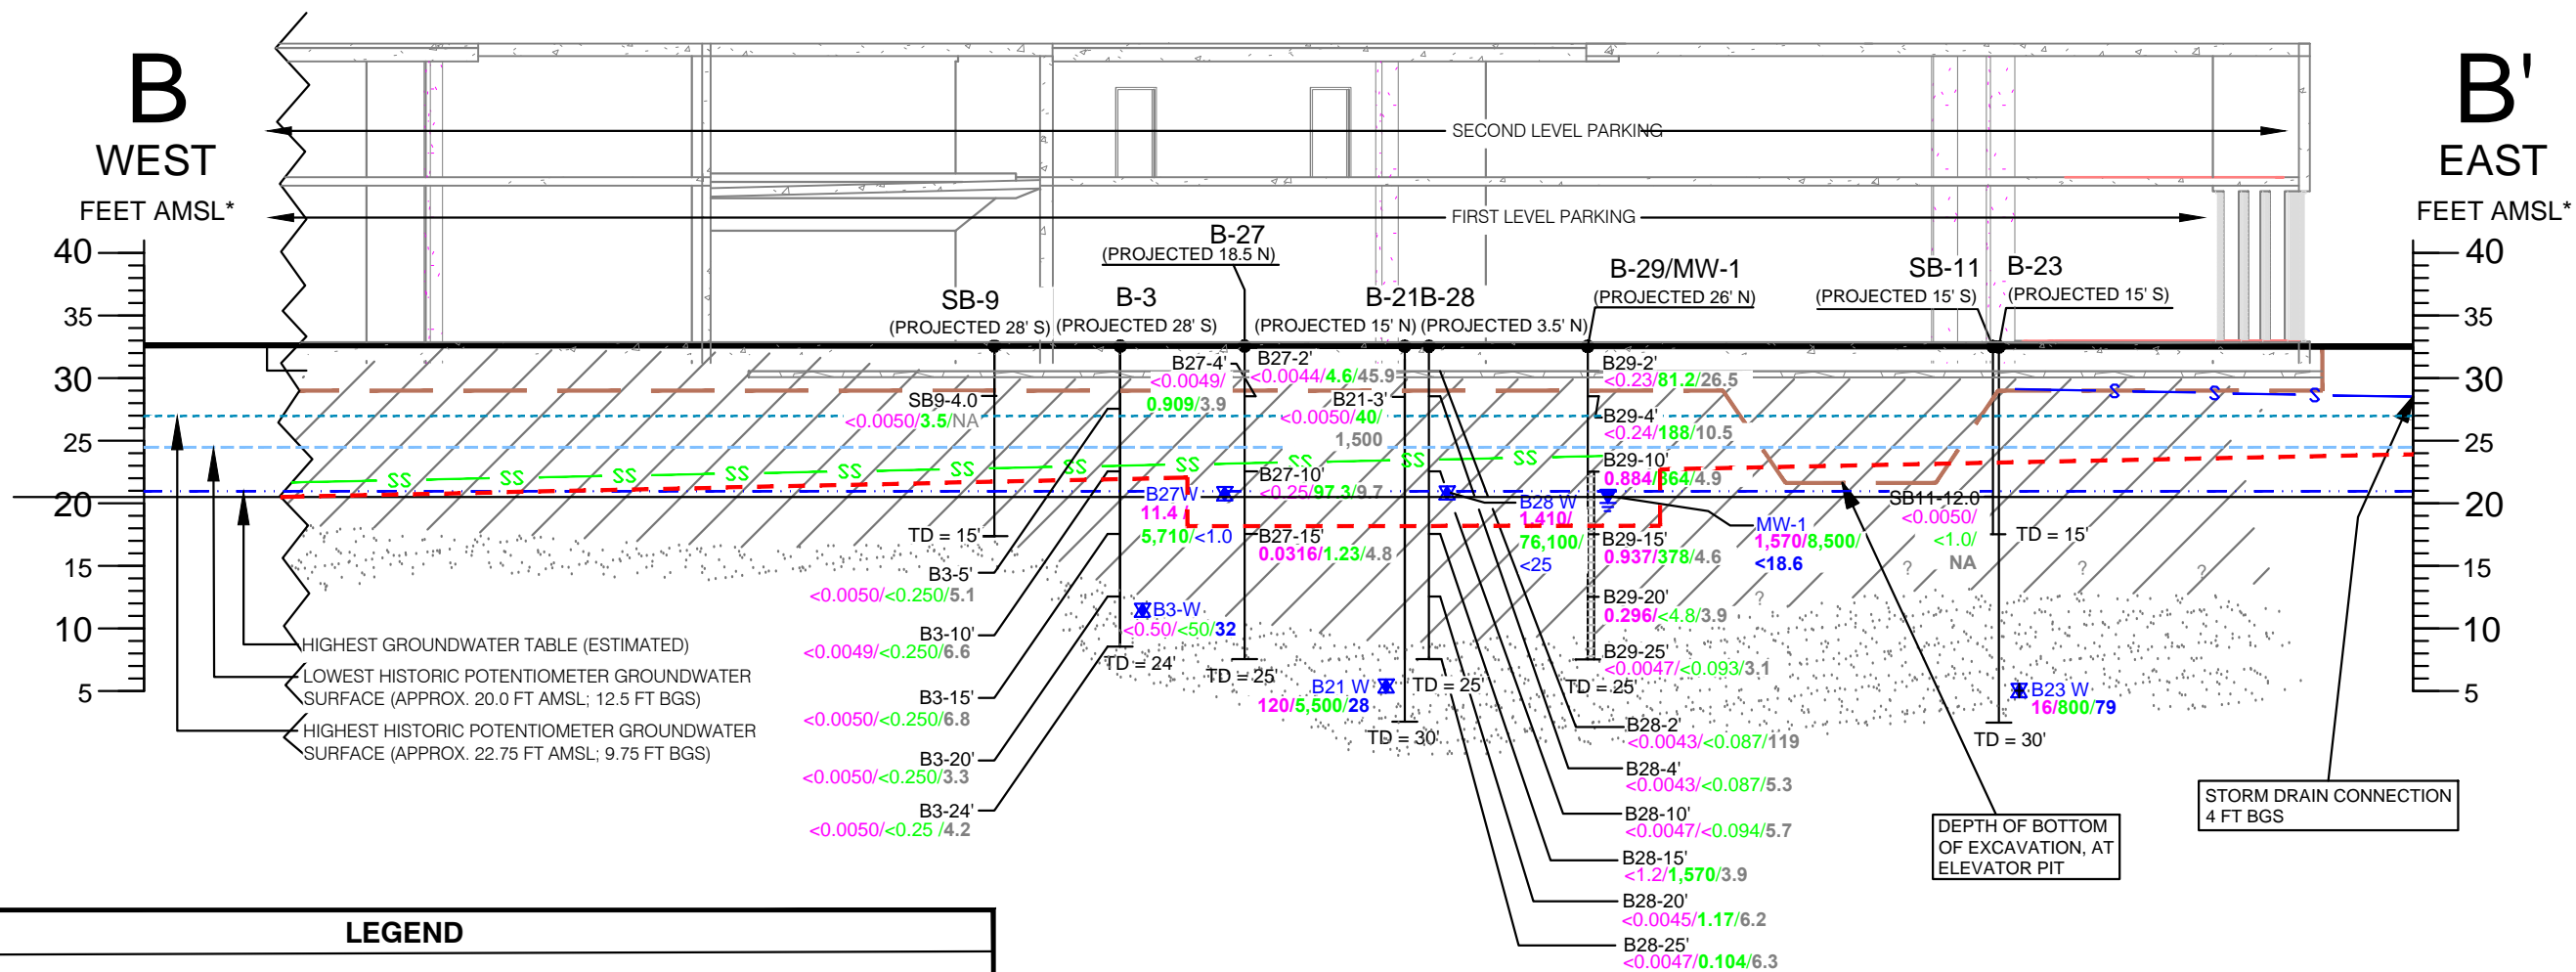 B
WEST
FEET AMSL*
B'
EAST
FEET AMSL*
SECOND LEVEL PARKING
FIRST LEVEL PARKING
40
35
30
25
20
15
10
5
40
35
30
25
20
15
10
5
SB-9
(PROJECTED 28' S)
B-3
(PROJECTED 28' S)
B-27
(PROJECTED 18.5 N)
B-21
(PROJECTED 15' N)
B-28
(PROJECTED 3.5' N)
B-29/MW-1
(PROJECTED 26' N)
SB-11
(PROJECTED 15' S)
B-23
(PROJECTED 15' S)
SB9-4.0
<0.0050/3.5/NA
TD = 15'
B3-5'
<0.0050/<0.250/5.1
B3-10'
<0.0049/<0.250/6.6
B3-15'
<0.0050/<0.250/6.8
B3-20'
<0.0050/<0.250/3.3
B3-24'
<0.0050/<0.25 /4.2
B3-W
<0.50/<50/32
TD = 24'
B27-4'
<0.0049/
0.909/3.9
B27-2'
<0.0044/4.6/45.9
B27-10'
<0.25/97.3/9.7
B27W
11.4 /
5,710/<1.0
B27-15'
0.0316/1.23/4.8
TD = 25'
B21-3'
<0.0050/40/
1,500
B21 W
120/5,500/28
TD = 30'
B28 W
1,410/
76,100/
<25
TD = 25'
B28-2'
<0.0043/<0.087/119
B28-4'
<0.0043/<0.087/5.3
B28-10'
<0.0047/<0.094/5.7
B28-15'
<1.2/1,570/3.9
B28-20'
<0.0045/1.17/6.2
B28-25'
<0.0047/0.104/6.3
B29-2'
<0.23/81.2/26.5
B29-4'
<0.24/188/10.5
B29-10'
0.884/364/4.9
B29-15'
0.937/378/4.6
B29-20'
0.296/<4.8/3.9
B29-25'
<0.0047/<0.093/3.1
TD = 25'
MW-1
1,570/8,500/
<18.6
SB11-12.0
<0.0050/
<1.0/
NA
TD = 15'
B23 W
16/800/79
TD = 30'
SS SS SS SS SS SS SS SS SS SS SS
S S S
? ? ? ?
HIGHEST GROUNDWATER TABLE (ESTIMATED)
LOWEST HISTORIC POTENTIOMETER GROUNDWATER
SURFACE (APPROX. 20.0 FT AMSL; 12.5 FT BGS)
HIGHEST HISTORIC POTENTIOMETER GROUNDWATER
SURFACE (APPROX. 22.75 FT AMSL; 9.75 FT BGS)
DEPTH OF BOTTOM
OF EXCAVATION, AT
ELEVATOR PIT
STORM DRAIN CONNECTION
4 FT BGS
LEGEND